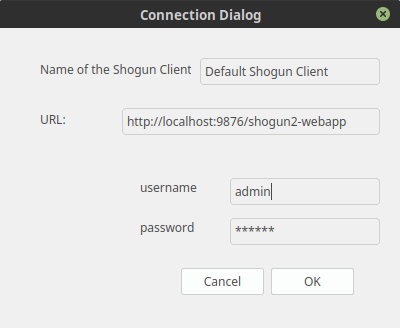 Connection Dialog
Name of the Shogun Client Default Shogun Client
URL: http://localhost:9876/shogun2-webapp
username admin
password ******
Cancel OK